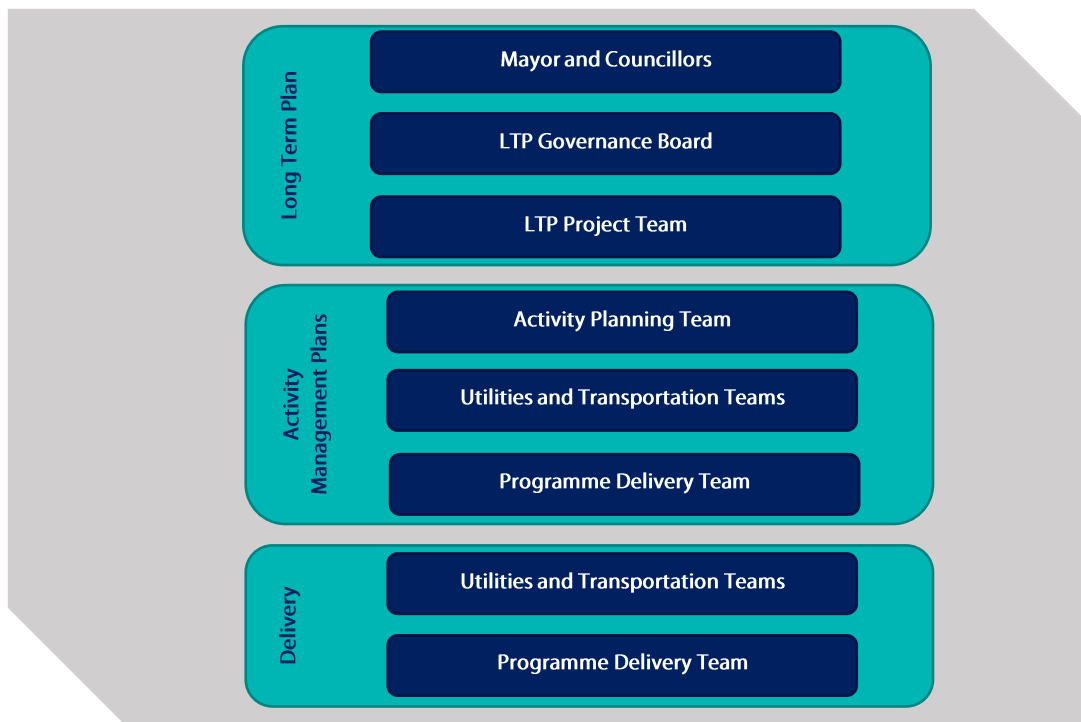 Long Term Plan
Mayor and Councillors
LTP Governance Board
LTP Project Team
Activity
Management Plans
Activity Planning Team
Utilities and Transportation Teams
Programme Delivery Team
Delivery
Utilities and Transportation Teams
Programme Delivery Team